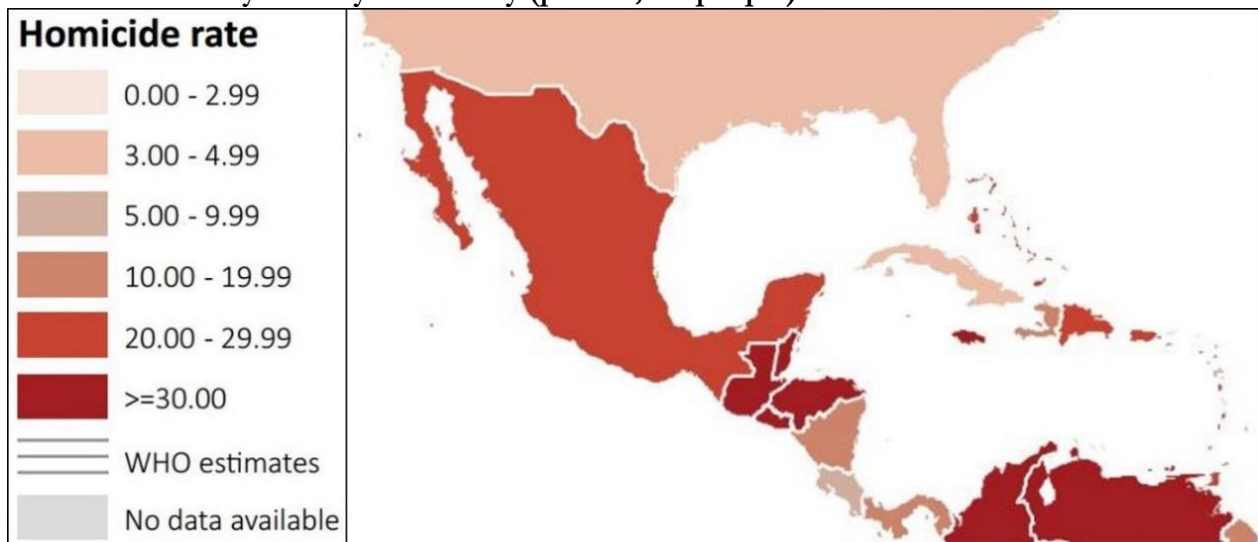 Homicide rate
0.00 - 2.99
3.00 - 4.99
5.00 - 9.99
10.00 - 19.99
20.00 - 29.99
>=30.00
WHO estimates
No data available